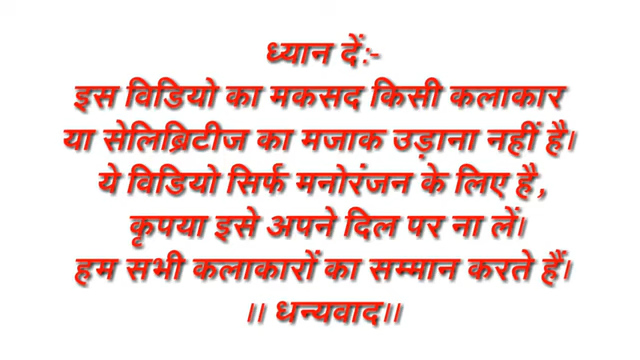 ध्यान दें:-
इस विडियो का मकसद किसी कलाकार
या सेलिब्रिटीज का मजाक उड़ाना नहीं है।
ये विडियो सिर्फ मनोरंजन के लिए है,
कृपया इसे अपने दिल पर ना लें।
हम सभी कलाकारों का सम्मान करते हैं।
।। धन्यवाद।।